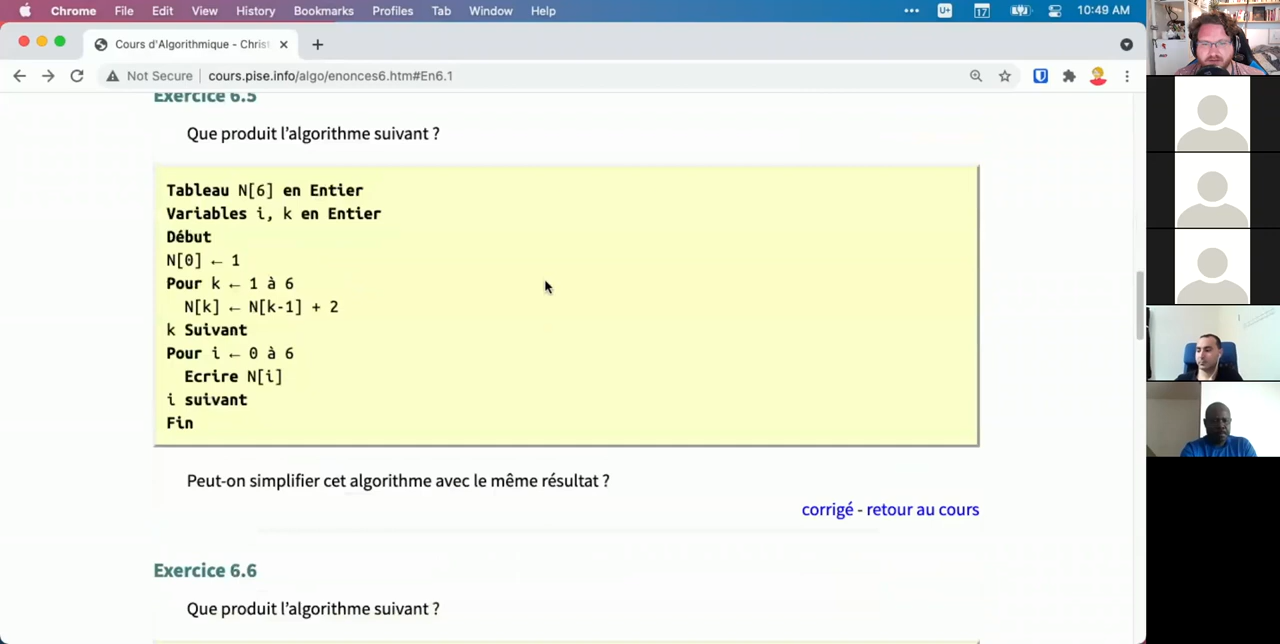 Chrome File Edit View History Bookmarks Profiles Tab Window Help ••• U+ 17 10:49 AM
Cours d'Algorithmique - Christ
Not Secure | cours.pise.info/algo/enonces6.htm#En6.1
Exercice 6.5
Que produit l'algorithme suivant ?
Tableau N[6] en Entier
Variables i, k en Entier
Début
N[0] ← 1
Pour k ← 1 à 6
N[k] ← N[k-1] + 2
k Suivant
Pour i ← 0 à 6
Ecrire N[i]
i suivant
Fin
Peut-on simplifier cet algorithme avec le même résultat ?
corrigé - retour au cours
Exercice 6.6
Que produit l'algorithme suivant ?